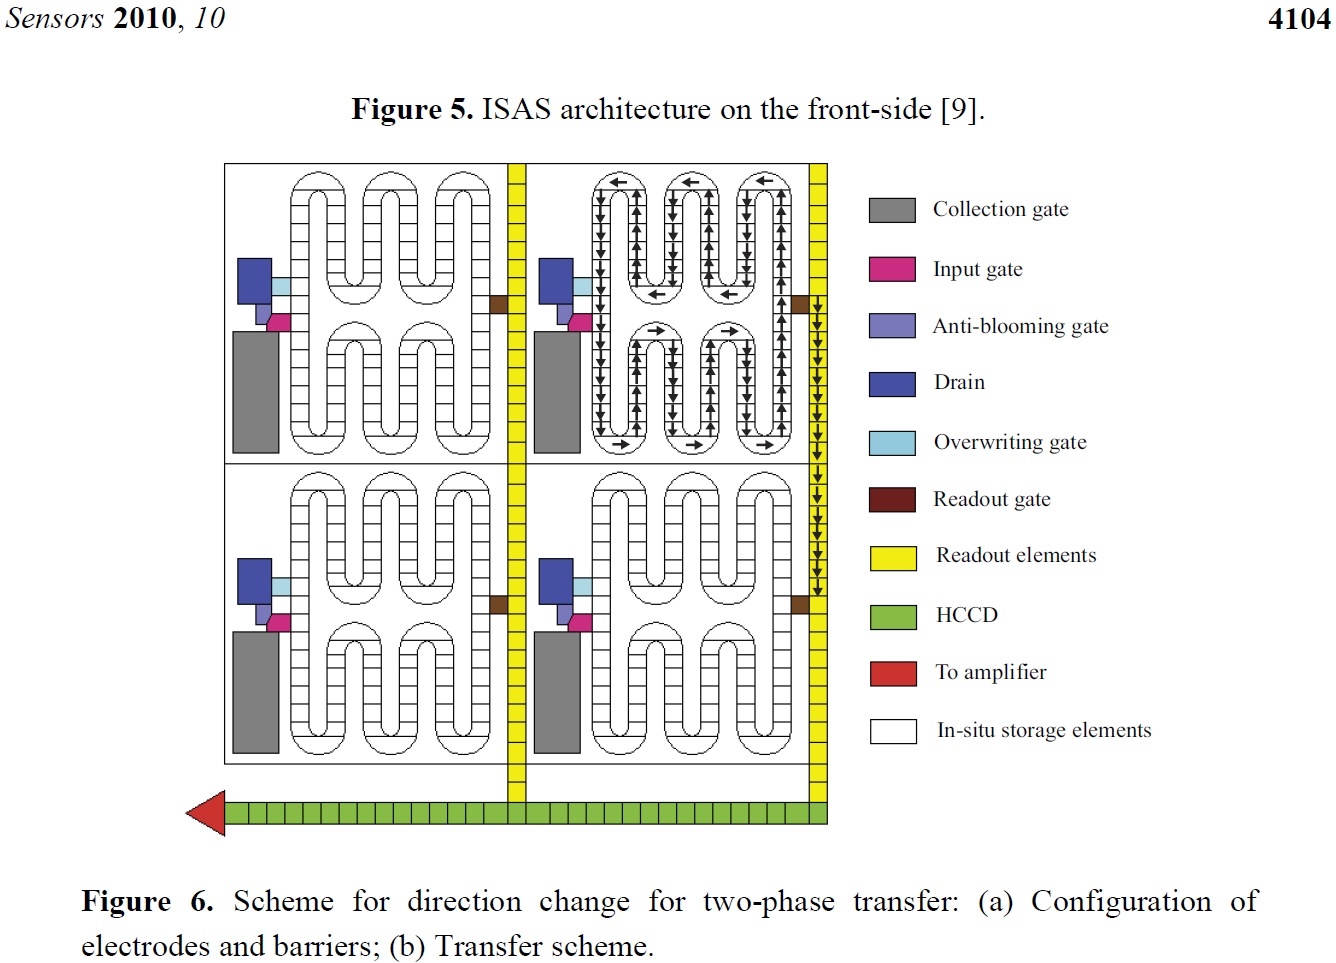 Sensors 2010, 10
4104
Figure 5. ISAS architecture on the front-side [9].
Collection gate
Input gate
Anti-blooming gate
Drain
Overwriting gate
Readout gate
Readout elements
HCCD
To amplifier
In-situ storage elements
Figure 6. Scheme for direction change for two-phase transfer: (a) Configuration of
electrodes and barriers; (b) Transfer scheme.